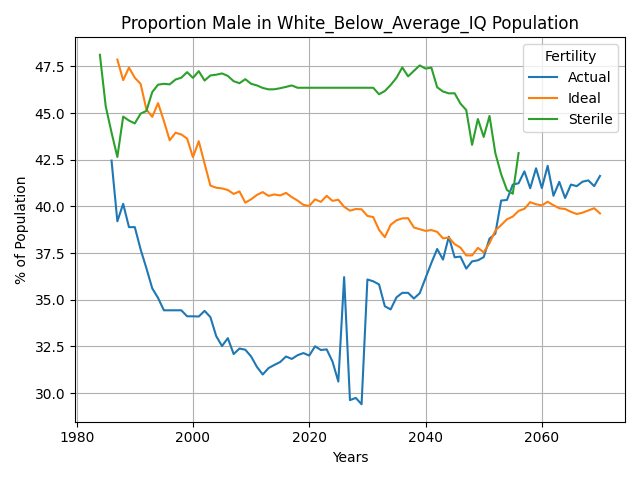 Proportion Male in White_Below_Average_IQ Population
% of Population
47.5
45.0
42.5
40.0
37.5
35.0
32.5
30.0
Fertility
Actual
Ideal
Sterile
1980
2000
2020
2040
2060
Years